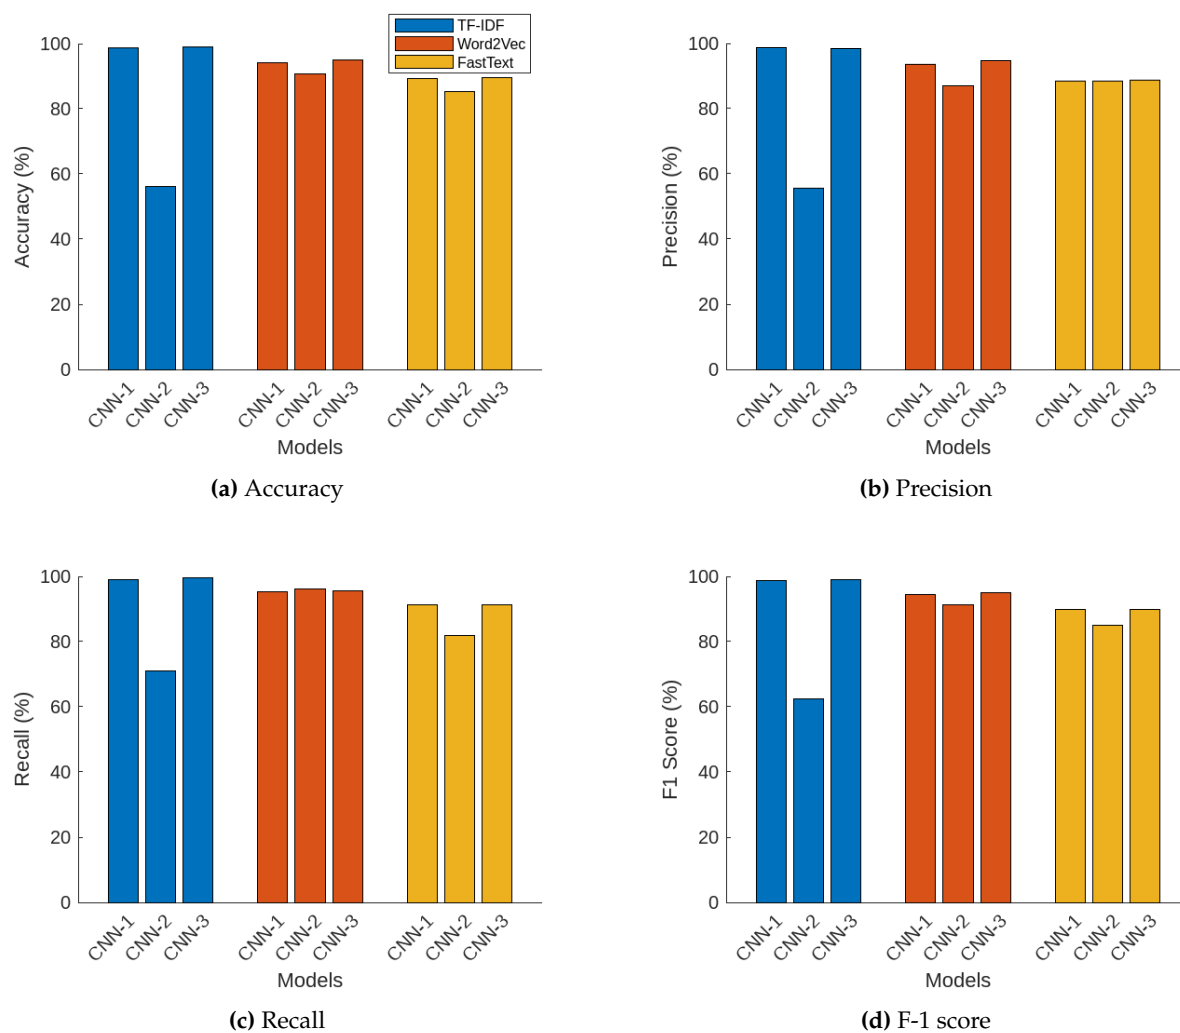 TF-IDF
Word2Vec
FastText
100
80
60
40
20
0
Accuracy (%)
CNN-1 CNN-2 CNN-3 CNN-1 CNN-2 CNN-3 CNN-1 CNN-2 CNN-3
Models
(a) Accuracy
100
80
60
40
20
0
Precision (%)
CNN-1 CNN-2 CNN-3 CNN-1 CNN-2 CNN-3 CNN-1 CNN-2 CNN-3
Models
(b) Precision
100
80
60
40
20
0
Recall (%)
CNN-1 CNN-2 CNN-3 CNN-1 CNN-2 CNN-3 CNN-1 CNN-2 CNN-3
Models
(c) Recall
100
80
60
40
20
0
F1 Score (%)
CNN-1 CNN-2 CNN-3 CNN-1 CNN-2 CNN-3 CNN-1 CNN-2 CNN-3
Models
(d) F-1 score